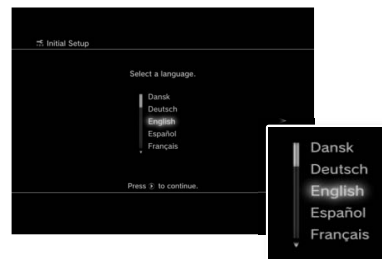 Initial Setup
Select a language.
Dansk
Deutsch
English
Español
Français
Press ⓧ to continue.
Dansk
Deutsch
English
Español
Français